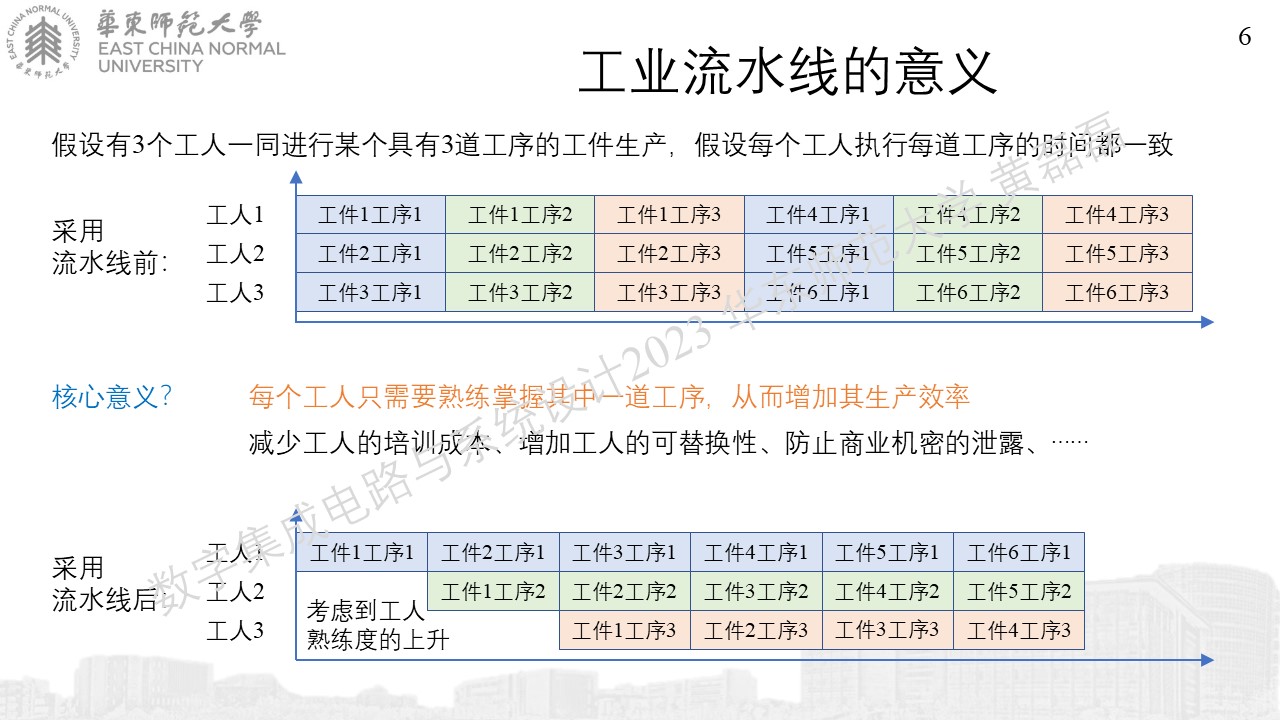 華東師範大學
EAST CHINA NORMAL
UNIVERSITY
EAST CHINA NORMAL UNIVERSITY
華東师范大学
6
工业流水线的意义
假设有3个工人一同进行某个具有3道工序的工件生产，假设每个工人执行每道工序的时间都一致
采用
流水线前：
工人1 工件1工序1 工件1工序2 工件1工序3 工件4工序1 工件4工序2 工件4工序3
工人2 工件2工序1 工件2工序2 工件2工序3 工件5工序1 工件5工序2 工件5工序3
工人3 工件3工序1 工件3工序2 工件3工序3 工件6工序1 工件6工序2 工件6工序3
核心意义？ 每个工人只需要熟练掌握其中一道工序，从而增加其生产效率
减少工人的培训成本、增加工人的可替换性、防止商业机密的泄露、……
采用
流水线后：
工人1 工件1工序1 工件2工序1 工件3工序1 工件4工序1 工件5工序1 工件6工序1
工人2 工件1工序2 工件2工序2 工件3工序2 工件4工序2 工件5工序2
工人3 工件1工序3 工件2工序3 工件3工序3 工件4工序3
考虑到工人
熟练度的上升
数字集成电路与系统设计2023 华东师范大学 黄磊磊